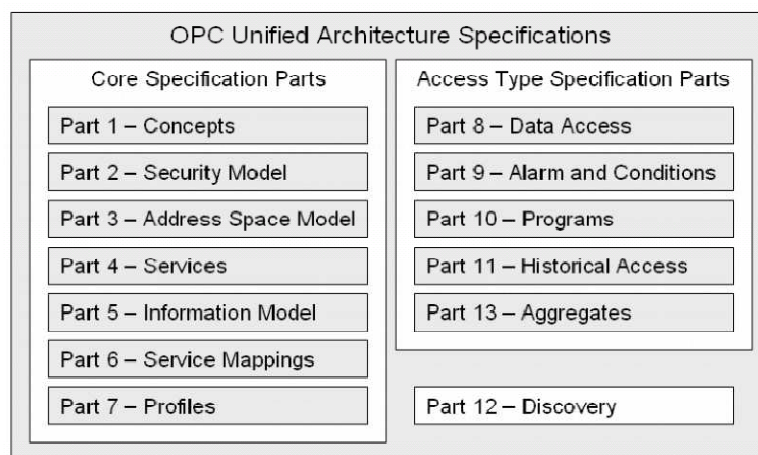 OPC Unified Architecture Specifications
Core Specification Parts
Part 1 – Concepts
Part 2 – Security Model
Part 3 – Address Space Model
Part 4 – Services
Part 5 – Information Model
Part 6 – Service Mappings
Part 7 – Profiles
Access Type Specification Parts
Part 8 – Data Access
Part 9 – Alarm and Conditions
Part 10 – Programs
Part 11 – Historical Access
Part 13 – Aggregates
Part 12 – Discovery